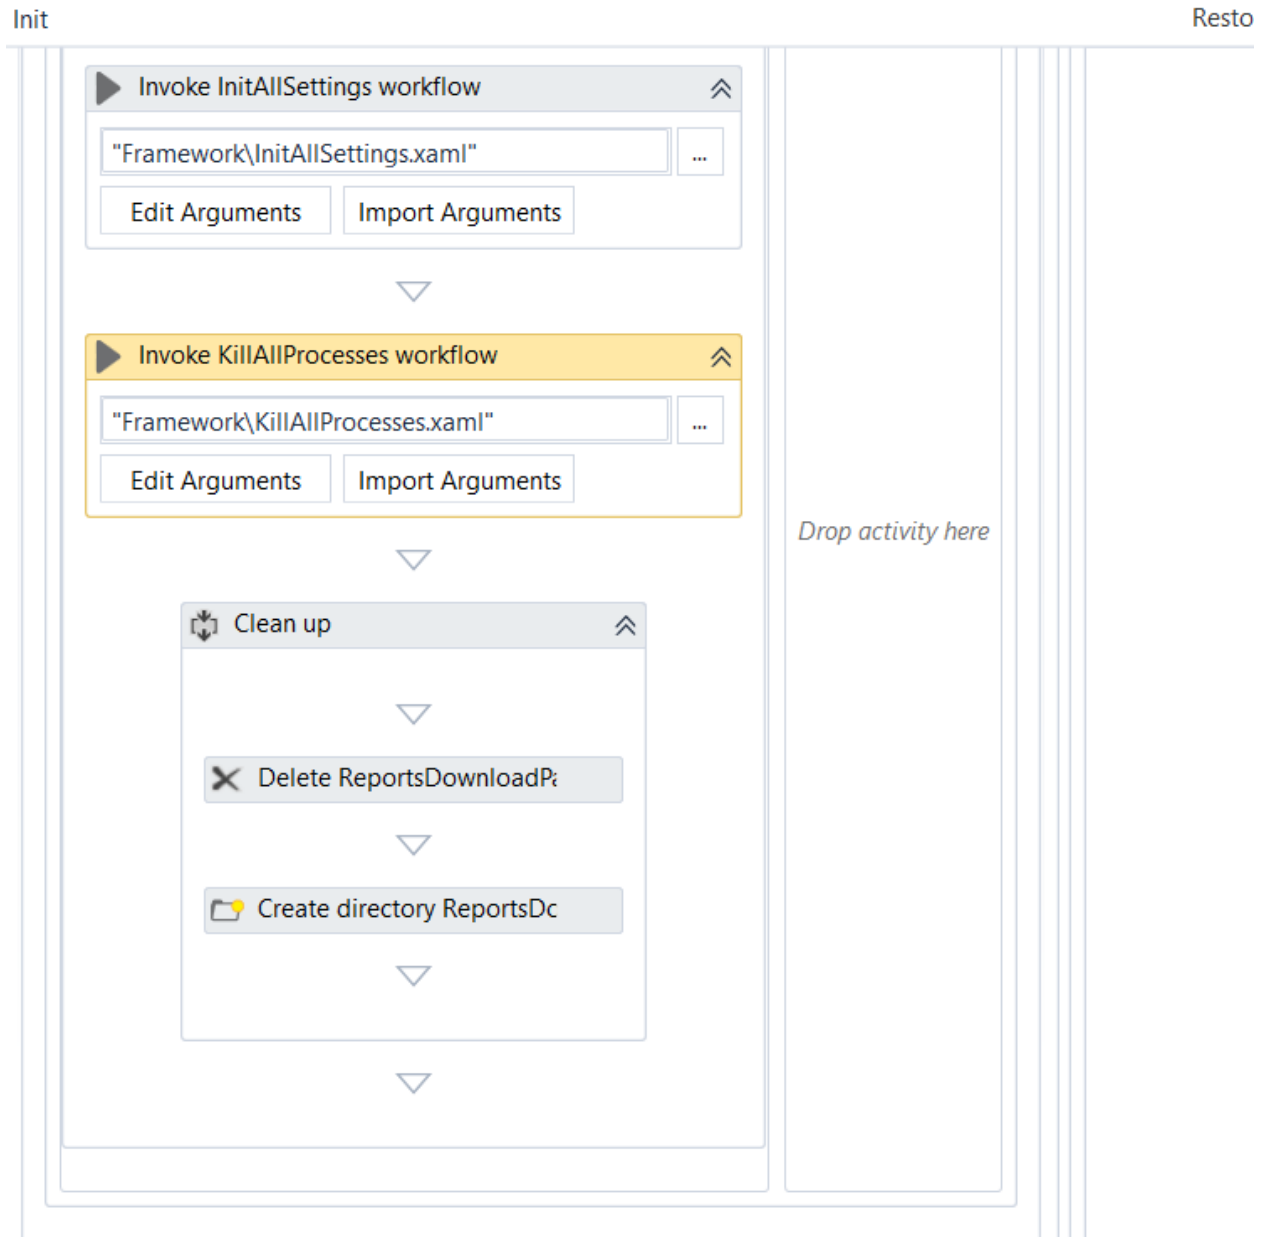 Init
Resto
Invoke InitAllSettings workflow
"Framework\InitAllSettings.xaml"
...
Edit Arguments
Import Arguments
Invoke KillAllProcesses workflow
"Framework\KillAllProcesses.xaml"
...
Edit Arguments
Import Arguments
Drop activity here
Clean up
Delete ReportsDownloadPa
Create directory ReportsDc